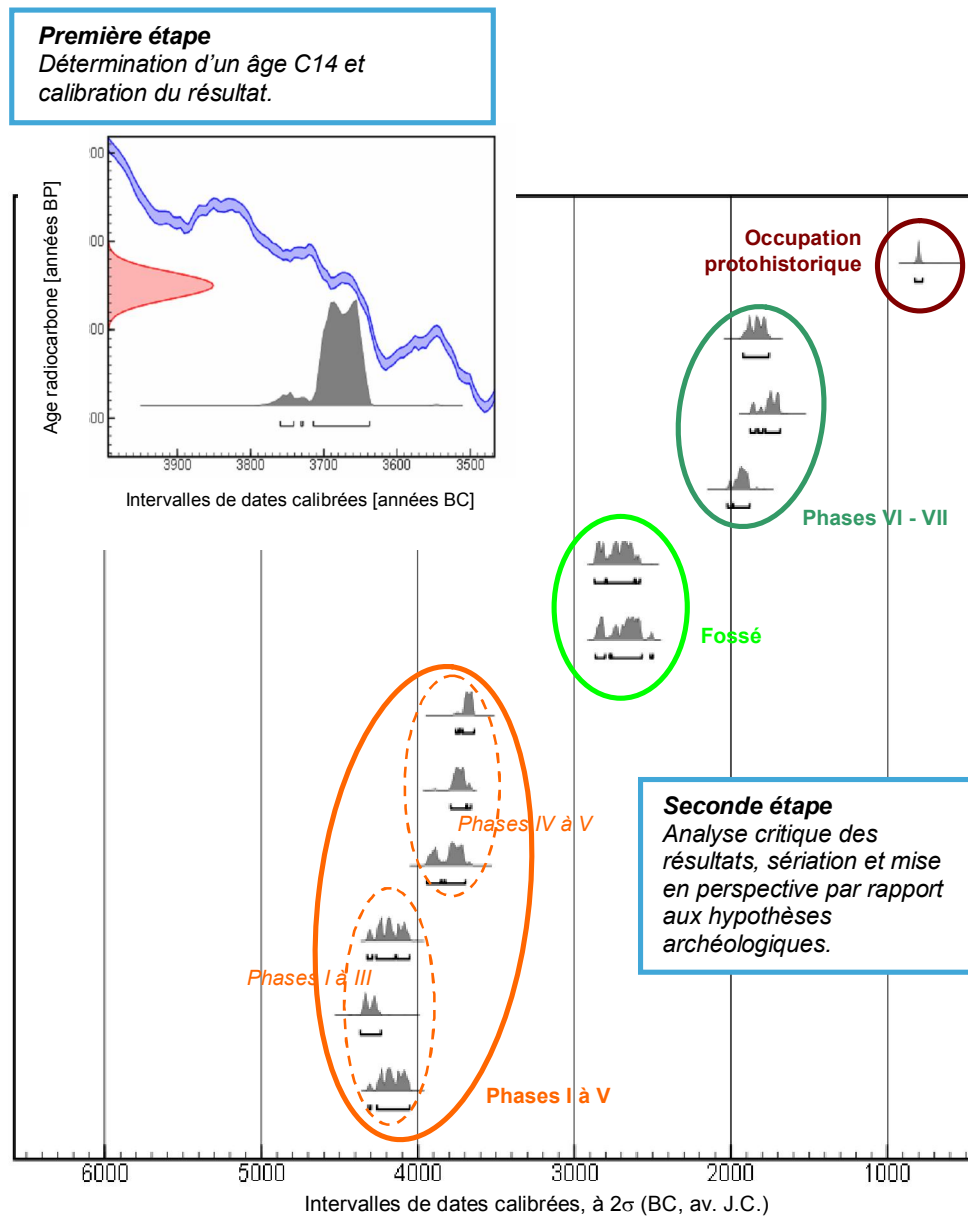 Première étape
Détermination d'un âge C14 et
calibration du résultat.
Age radiocarbone [années BP]
3900 3800 3700 3600 3500
Intervalles de dates calibrées [années BC]
Occupation
protohistorique
Phases VI - VII
Fossé
Phases IV à V
Seconde étape
Analyse critique des
résultats, sériation et mise
en perspective par rapport
aux hypothèses
archéologiques.
Phases I à III
Phases I à V
6000 5000 4000 3000 2000 1000
Intervalles de dates calibrées, à 2σ (BC, av. J.C.)